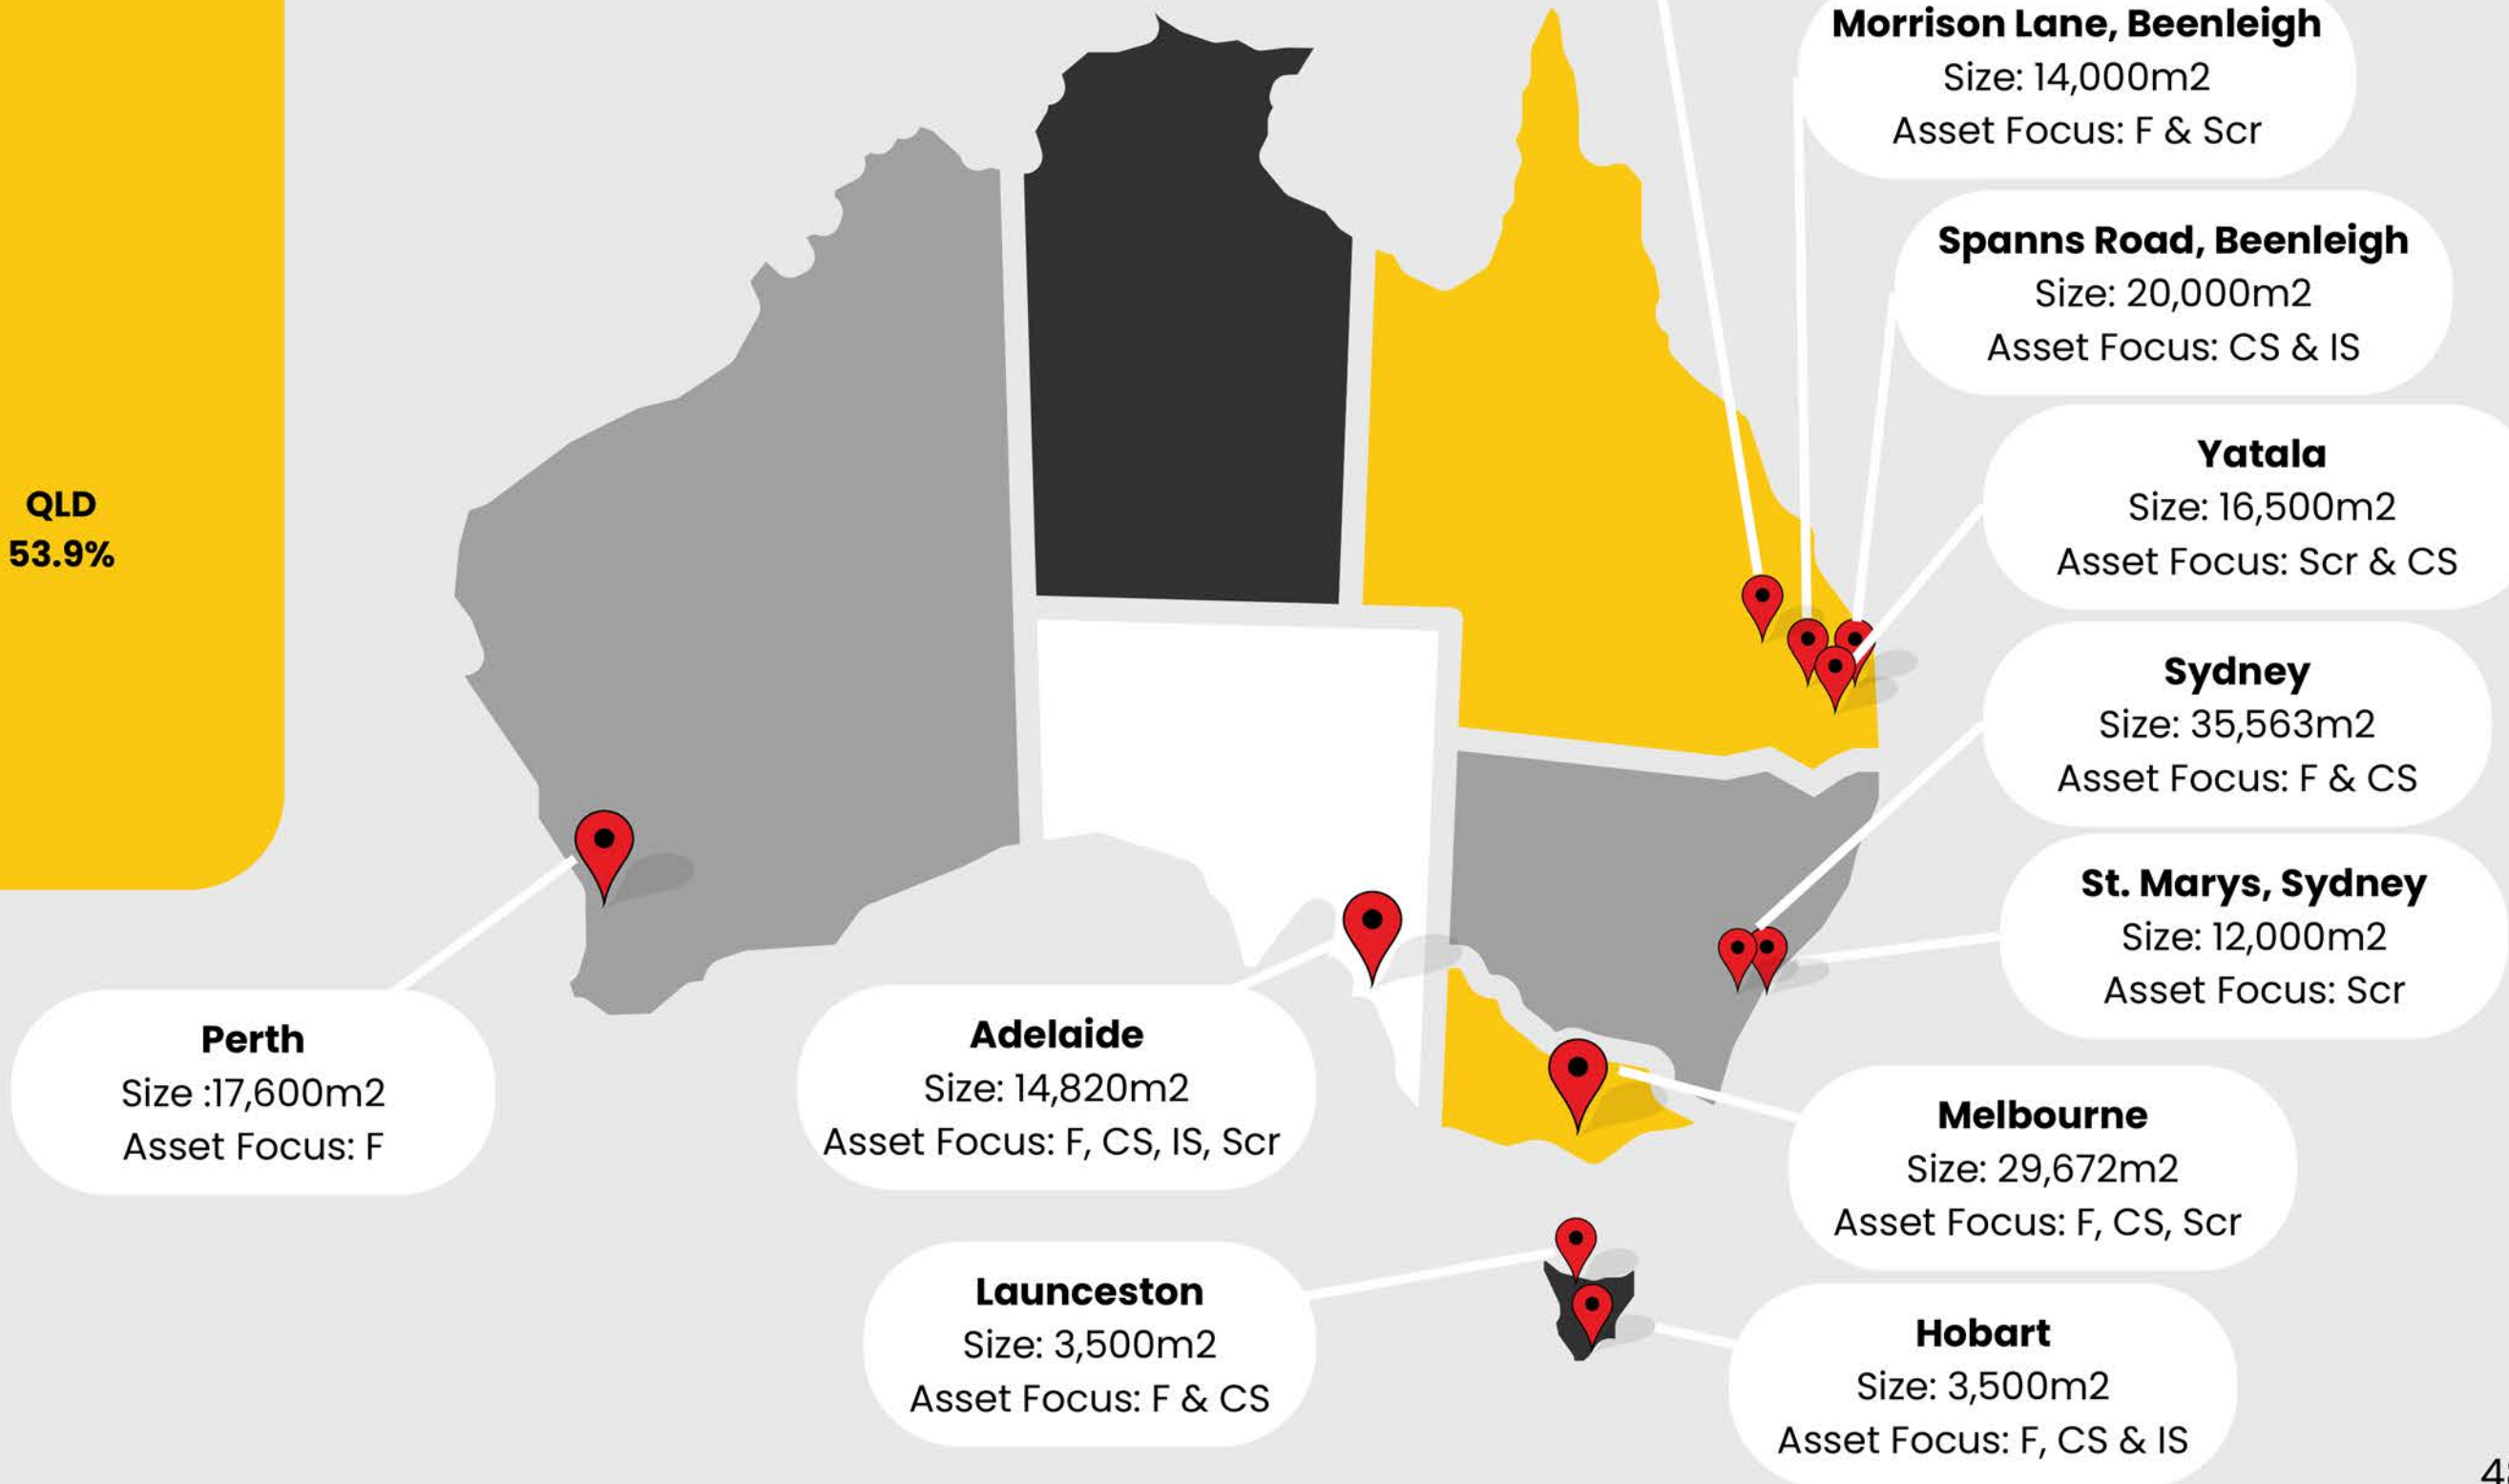 QLD
53.9%
Morrison Lane, Beenleigh
Size: 14,000m2
Asset Focus: F & Scr
Spanns Road, Beenleigh
Size: 20,000m2
Asset Focus: CS & IS
Yatala
Size: 16,500m2
Asset Focus: Scr & CS
Sydney
Size: 35,563m2
Asset Focus: F & CS
St. Marys, Sydney
Size: 12,000m2
Asset Focus: Scr
Perth
Size :17,600m2
Asset Focus: F
Adelaide
Size: 14,820m2
Asset Focus: F, CS, IS, Scr
Melbourne
Size: 29,672m2
Asset Focus: F, CS, Scr
Launceston
Size: 3,500m2
Asset Focus: F & CS
Hobart
Size: 3,500m2
Asset Focus: F, CS & IS